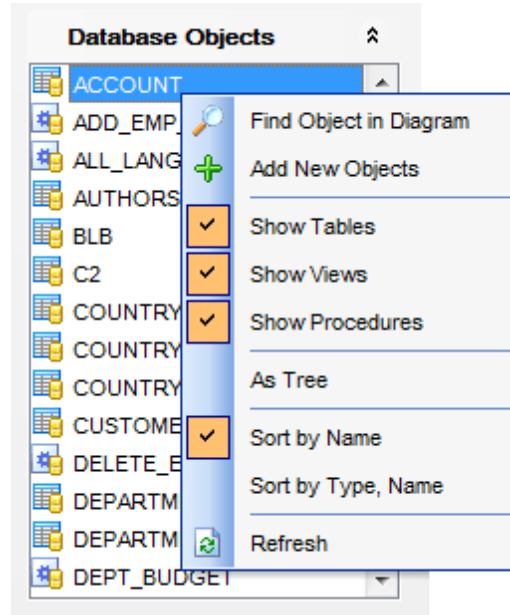 Database Objects
ACCOUNT
ADD_EMP_
ALL_LANG
AUTHORS
BLB
C2
COUNTRY
COUNTRY
COUNTRY
CUSTOME
DELETE_E
DEPARTM
DEPARTM
DEPT_BUDGET
Find Object in Diagram
Add New Objects
Show Tables
Show Views
Show Procedures
As Tree
Sort by Name
Sort by Type, Name
Refresh